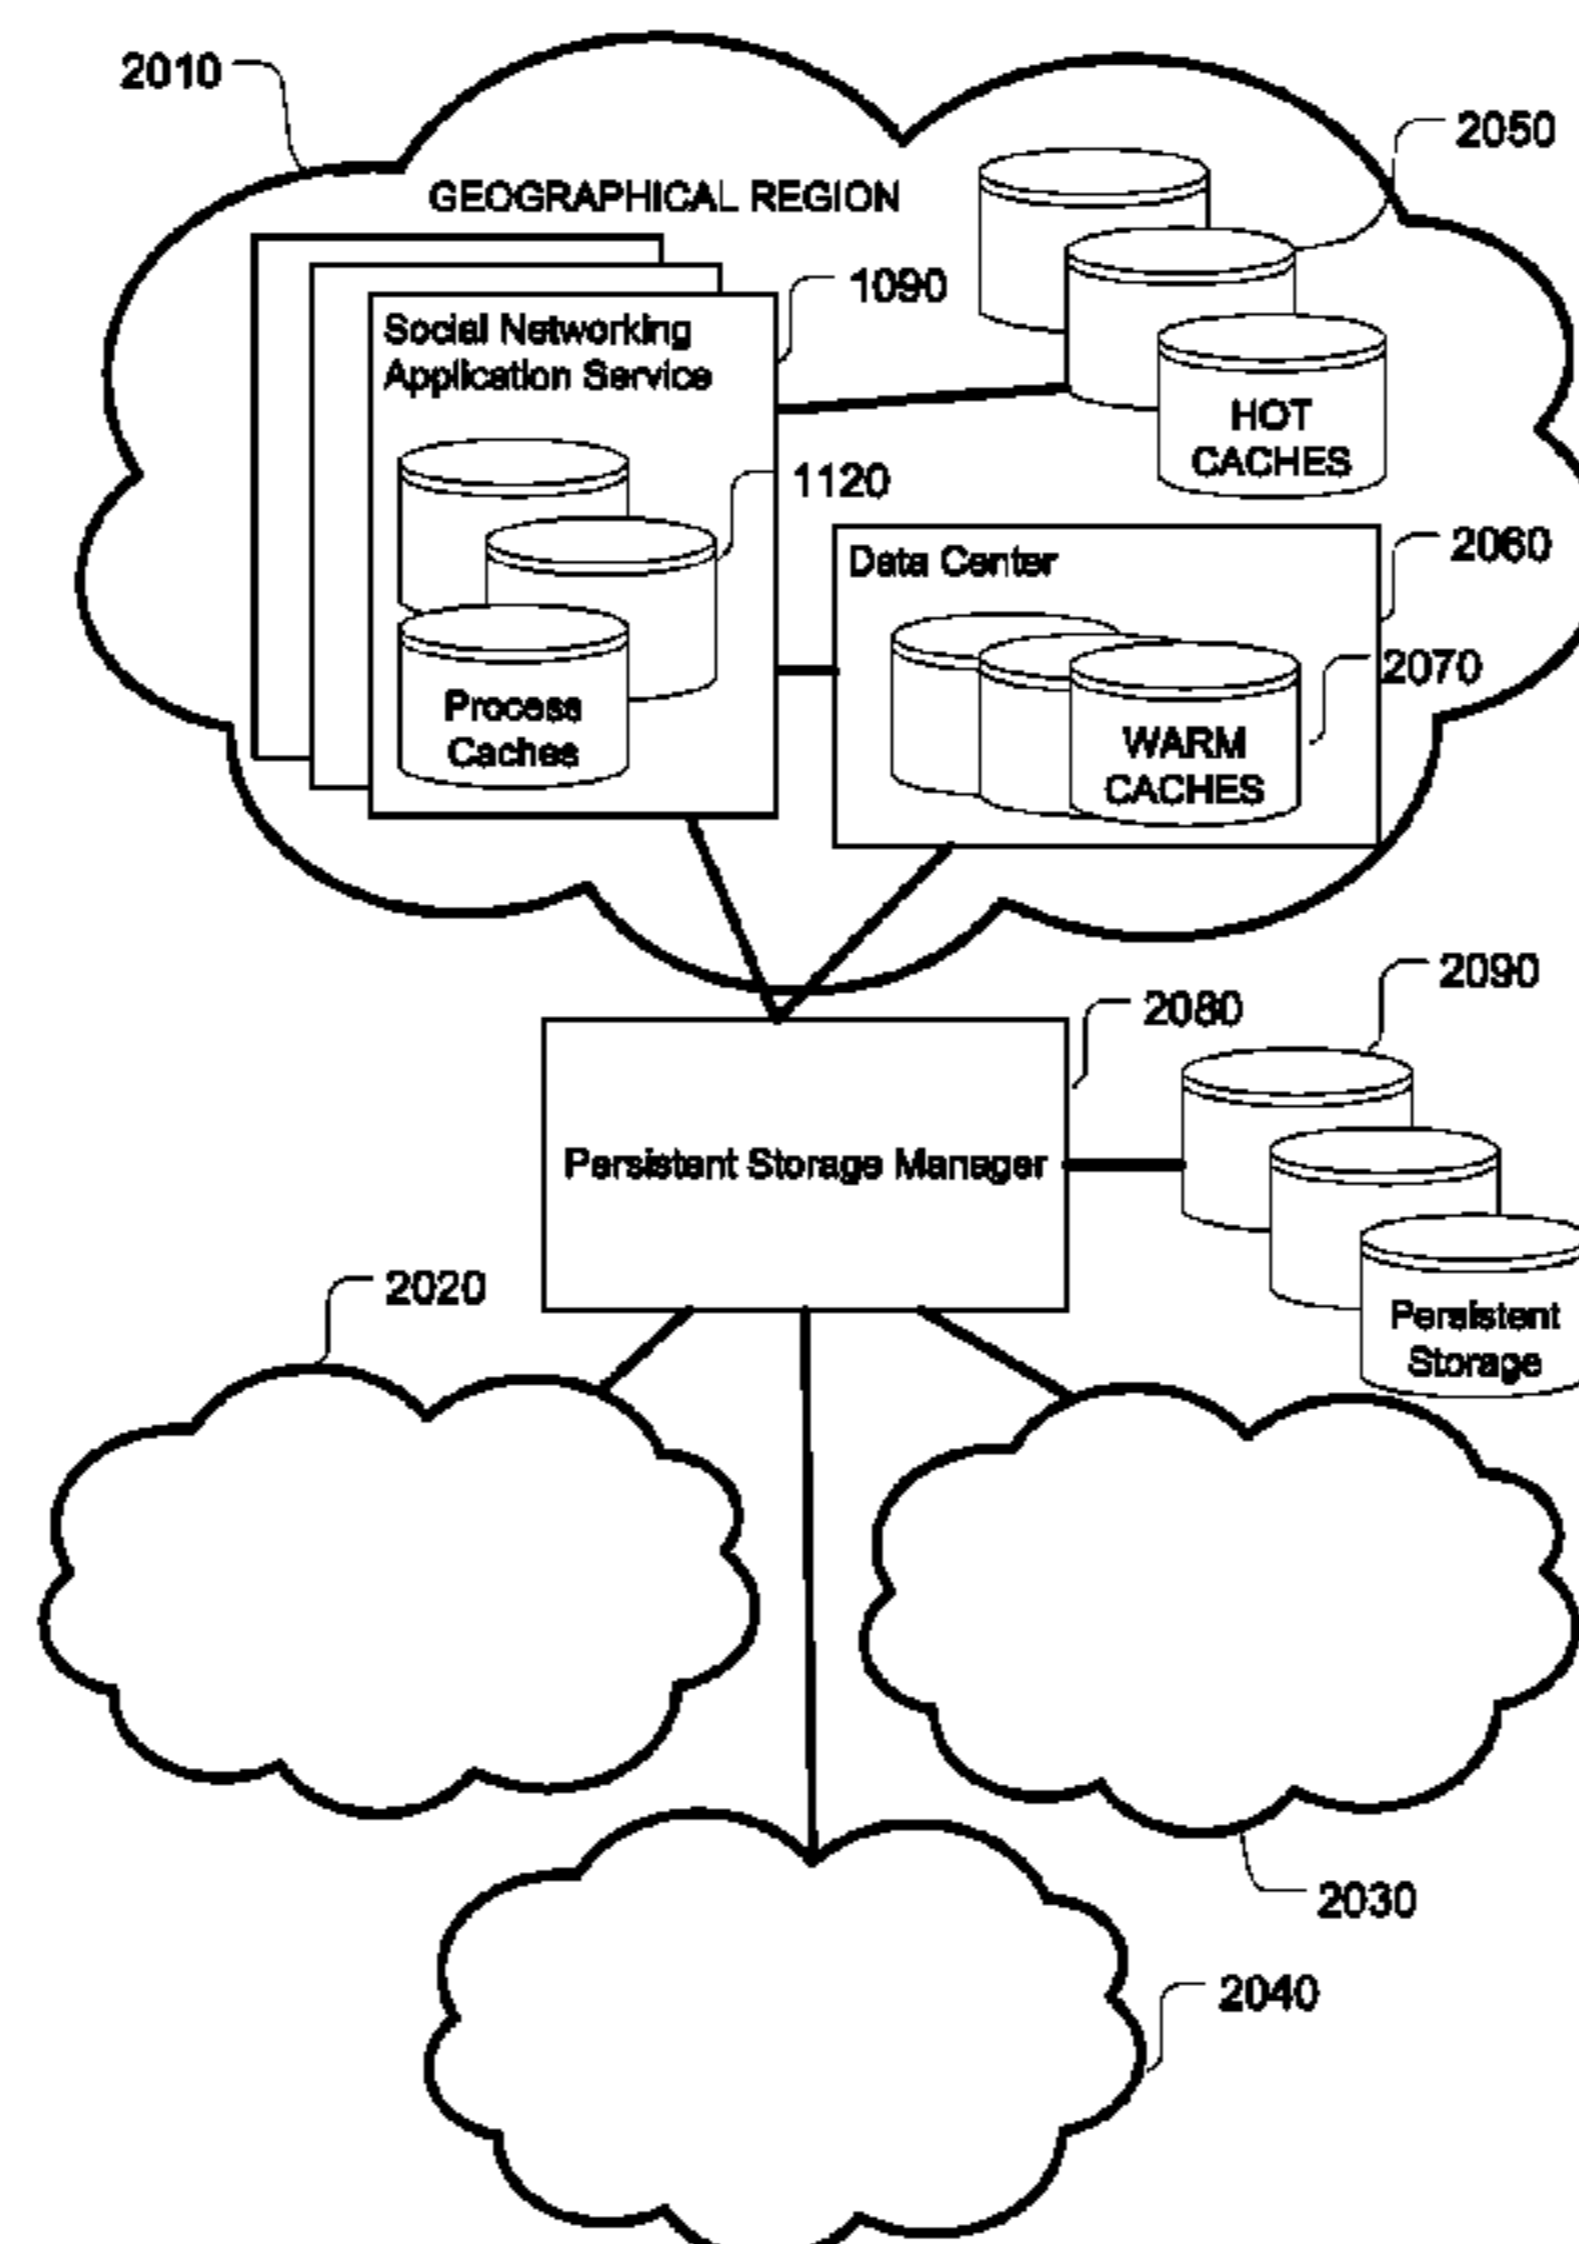 2010
2050
GEOGRAPHICAL REGION
1090
Social Networking
Application Service
HOT
CACHES
1120
2060
Data Center
2070
Process
Caches
WARM
CACHES
2090
2080
Persistent Storage Manager
2020
Persistent
Storage
2030
2040